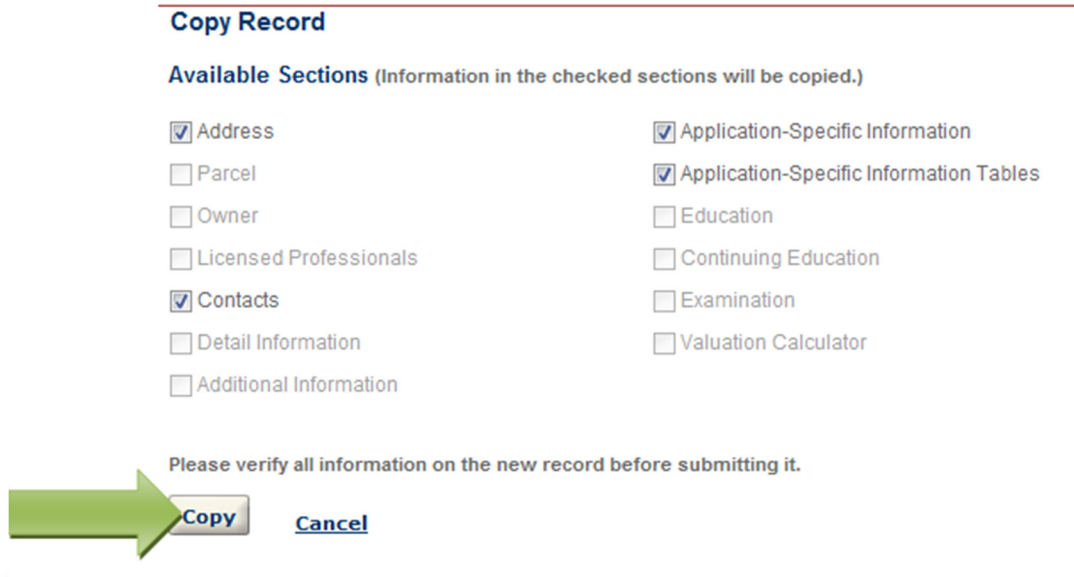 Copy Record
Available Sections (Information in the checked sections will be copied.)
Address
Parcel
Owner
Licensed Professionals
Contacts
Detail Information
Additional Information
Application-Specific Information
Application-Specific Information Tables
Education
Continuing Education
Examination
Valuation Calculator
Please verify all information on the new record before submitting it.
Copy Cancel